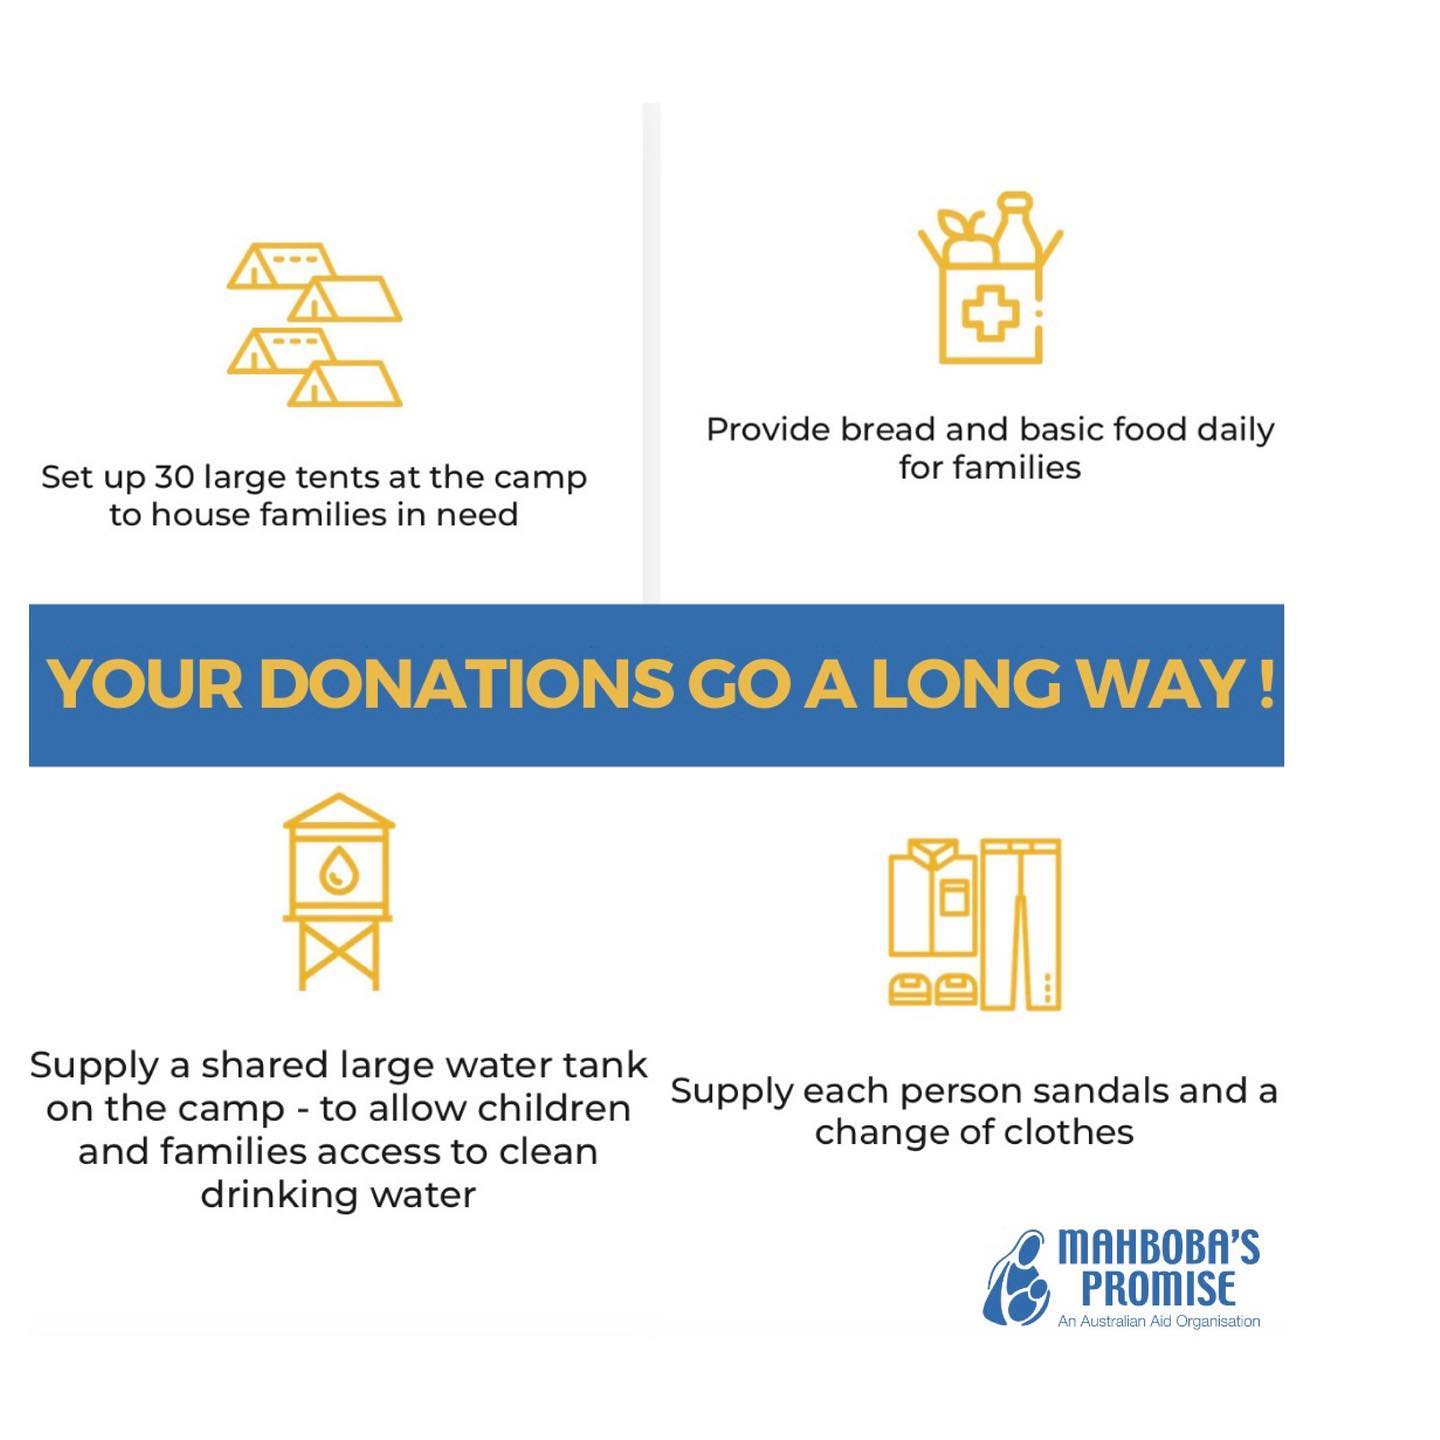 Set up 30 large tents at the camp
to house families in need
Provide bread and basic food daily
for families
YOUR DONATIONS GO A LONG WAY !
Supply a shared large water tank
on the camp - to allow children
and families access to clean
drinking water
Supply each person sandals and a
change of clothes
MAHBOBA'S
PROMISE
An Australian Aid Organisation